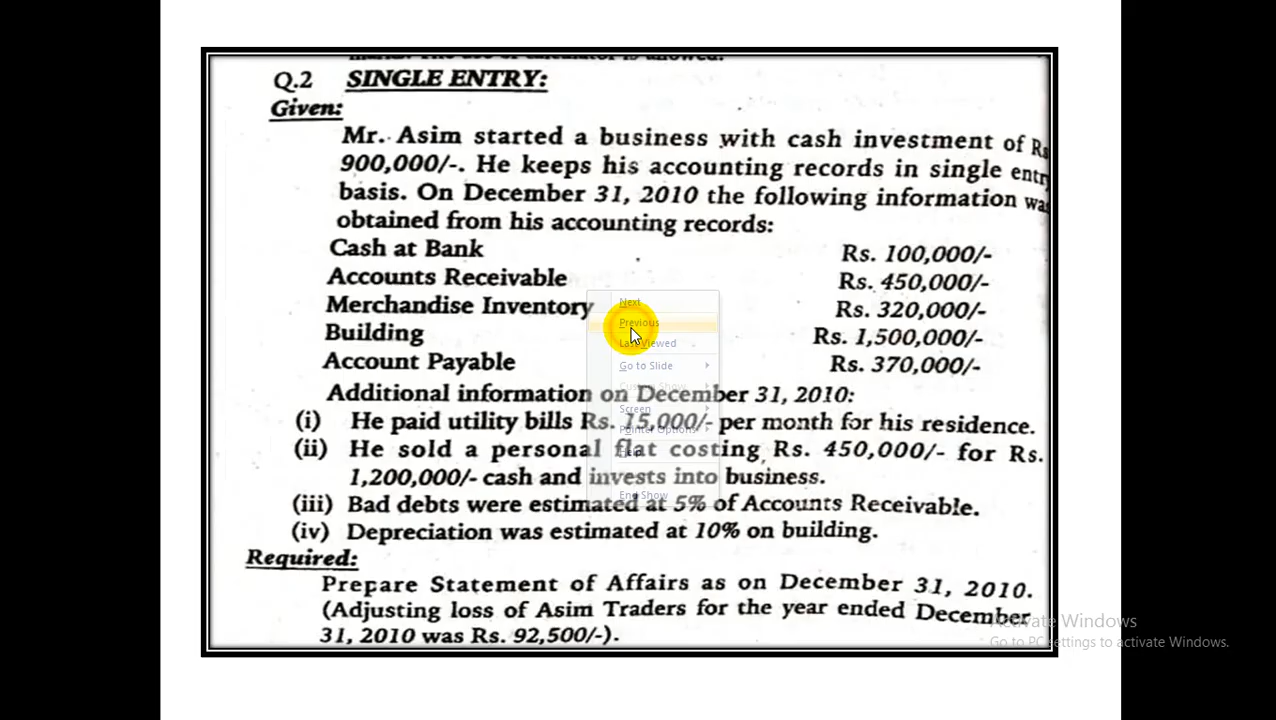 Q.2 SINGLE ENTRY:
Given:
Mr. Asim started a business with cash investment of Rs
900,000/-. He keeps his accounting records in single entry
basis. On December 31, 2010 the following information was
obtained from his accounting records:
Cash at Bank Rs. 100,000/-
Accounts Receivable Rs. 450,000/-
Merchandise Inventory Rs. 320,000/-
Building Rs. 1,500,000/-
Account Payable Rs. 370,000/-
Additional information on December 31, 2010:
(i) He paid utility bills Rs. 15,000/- per month for his residence.
(ii) He sold a personal flat costing Rs. 450,000/- for Rs.
1,200,000/- cash and invests into business.
(iii) Bad debts were estimated at 5% of Accounts Receivable.
(iv) Depreciation was estimated at 10% on building.
Required:
Prepare Statement of Affairs as on December 31, 2010.
(Adjusting loss of Asim Traders for the year ended December
31, 2010 was Rs. 92,500/-).
Next
Previous
Last Viewed
Go to Slide
Custom Show
Screen
Pointer Options
Help
End Show
Activate Windows
Go to PC settings to activate Windows.